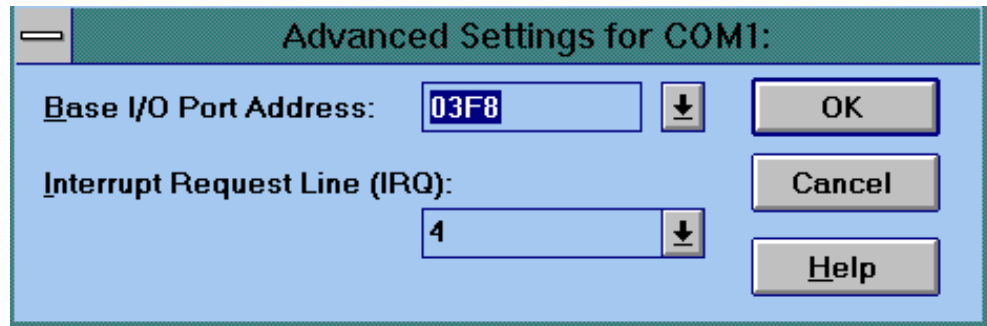 Advanced Settings for COM1:
Base I/O Port Address: 03F8 OK
Interrupt Request Line (IRQ): Cancel
4
Help